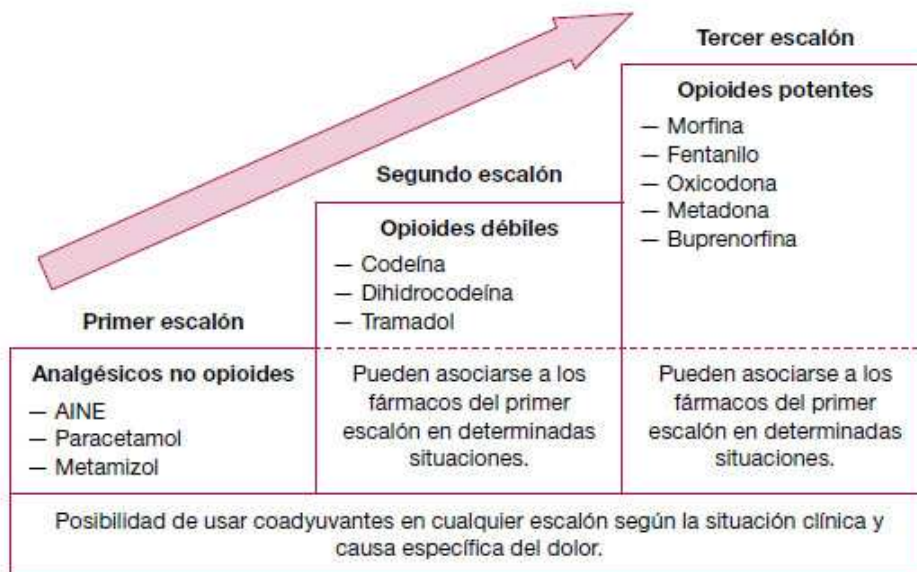 Tercer escalón
Opioides potentes
— Morfina
— Fentanilo
— Oxicodona
— Metadona
— Buprenorfina
Segundo escalón
Opioides débiles
— Codeína
— Dihidrocodeína
— Tramadol
Primer escalón
Analgésicos no opioides
— AINE
— Paracetamol
— Metamizol
Pueden asociarse a los
fármacos del primer
escalón en determinadas
situaciones.
Pueden asociarse a los
fármacos del primer
escalón en determinadas
situaciones.
Posibilidad de usar coadyuvantes en cualquier escalón según la situación clínica y
causa específica del dolor.